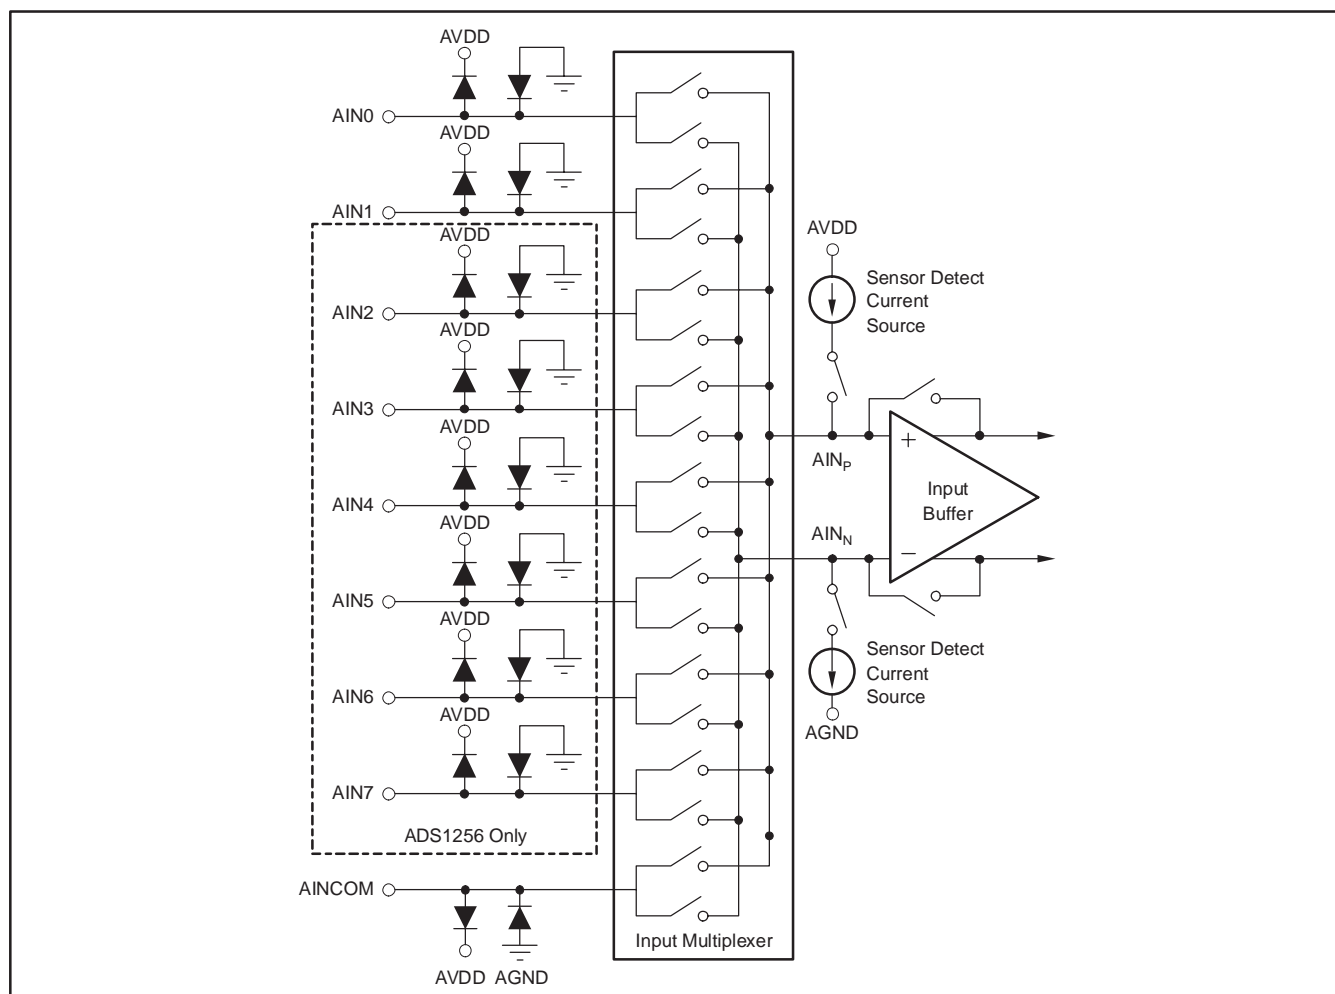 AVDD
AIN0
AVDD
AIN1
AVDD
AIN2
AVDD
AIN3
AVDD
AIN4
AVDD
AIN5
AVDD
AIN6
AVDD
AIN7
ADS1256 Only
AINCOM
AVDD AGND
Input Multiplexer
AVDD
Sensor Detect
Current
Source
AINP
+
Input
Buffer
AINN
−
Sensor Detect
Current
Source
AGND